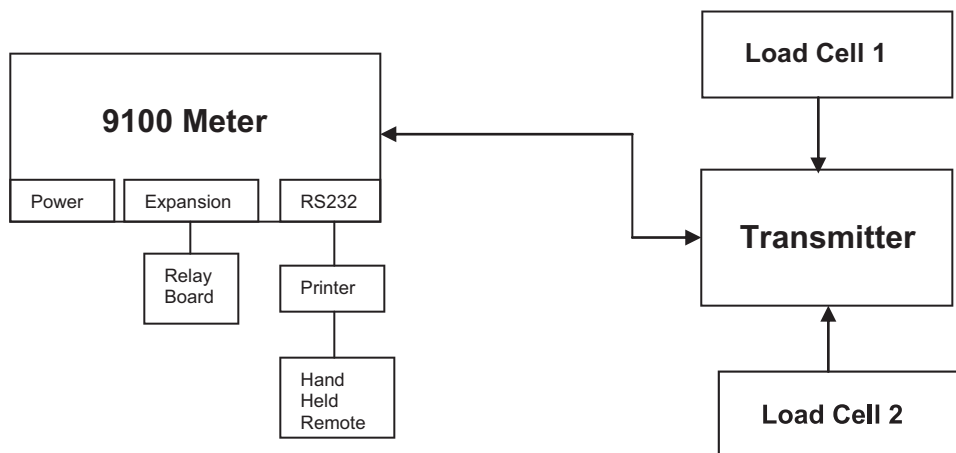 Load Cell 1
9100 Meter
Power
Expansion
RS232
Transmitter
Relay
Board
Printer
Hand
Held
Remote
Load Cell 2